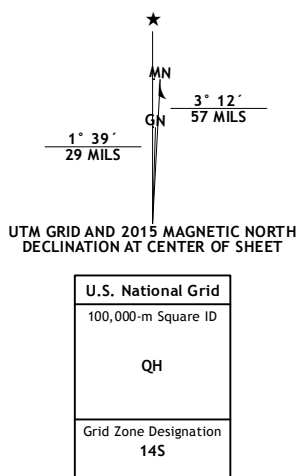 ★
MN
3° 12´
57 MILS
GN
1° 39´
29 MILS
UTM GRID AND 2015 MAGNETIC NORTH
DECLINATION AT CENTER OF SHEET
U.S. National Grid
100,000-m Square ID
QH
Grid Zone Designation
14S